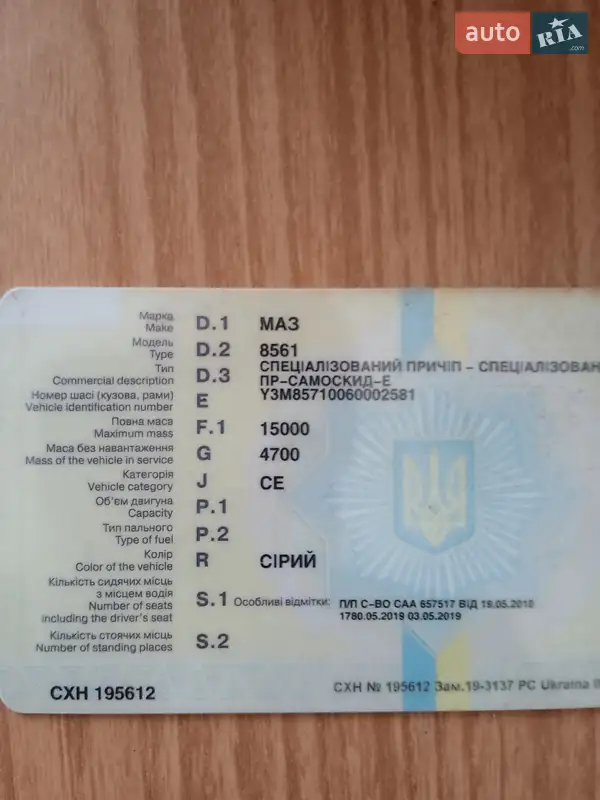 auto RIA .com
Марка
Make D.1 МАЗ
Модель
Type D.2 8561
Тип
Commercial description D.3 СПЕЦІАЛІЗОВАНИЙ ПРИЧІП – СПЕЦІАЛІЗОВАН
ПР–САМОСКИД–Е
Номер шасі (кузова, рами)
Vehicle identification number E Y3M85710060002581
Повна маса
Maximum mass F.1 15000
Маса без навантаження
Mass of the vehicle in service G 4700
Категорія
Vehicle category J CE
Об'єм двигуна
Capacity P.1
Тип пального
Type of fuel P.2
Колір
Color of the vehicle R СІРИЙ
Кількість сидячих місць
з місцем водія
Number of seats
including the driver's seat S.1 Особливі відмітки: П/П С–ВО САА 657517 ВІД 19.05.2010
1780.05.2019 03.05.2019
Кількість стоячих місць
Number of standing places S.2
СХН 195612 СХН № 195612 Зам.19-3137 PC Ukraina